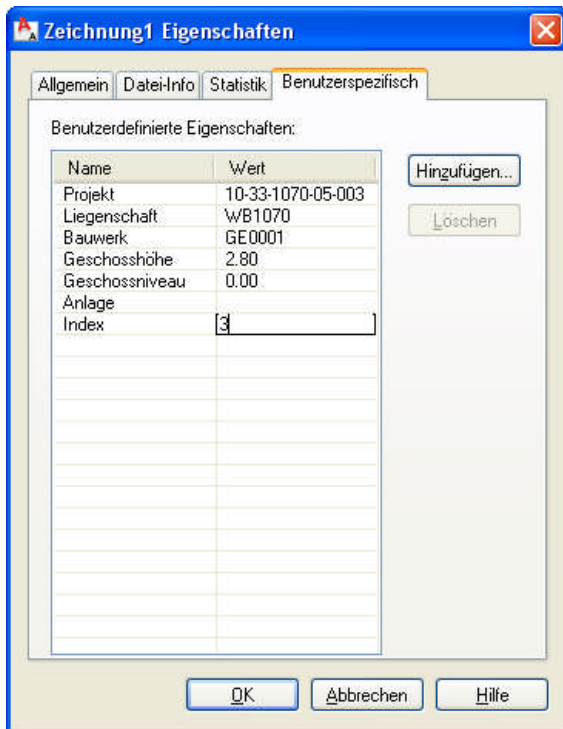 Zeichnung1 Eigenschaften
Allgemein Datei-Info Statistik Benutzerspezifisch
Benutzerdefinierte Eigenschaften:
Name Wert
Hinzufügen...
Projekt 10-33-1070-05-003
Liegenschaft WB1070
Löschen
Bauwerk GE0001
Geschosshöhe 2.80
Geschossniveau 0.00
Anlage
Index 3
OK Abbrechen Hilfe